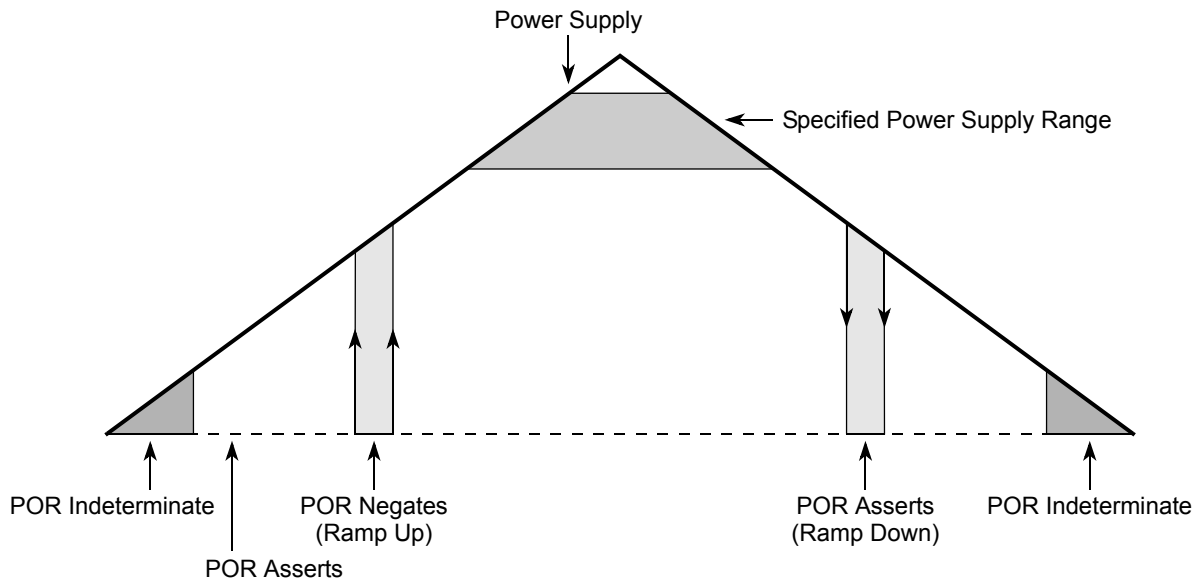 Power Supply
Specified Power Supply Range
POR Indeterminate
POR Asserts
POR Negates
(Ramp Up)
POR Asserts
(Ramp Down)
POR Indeterminate